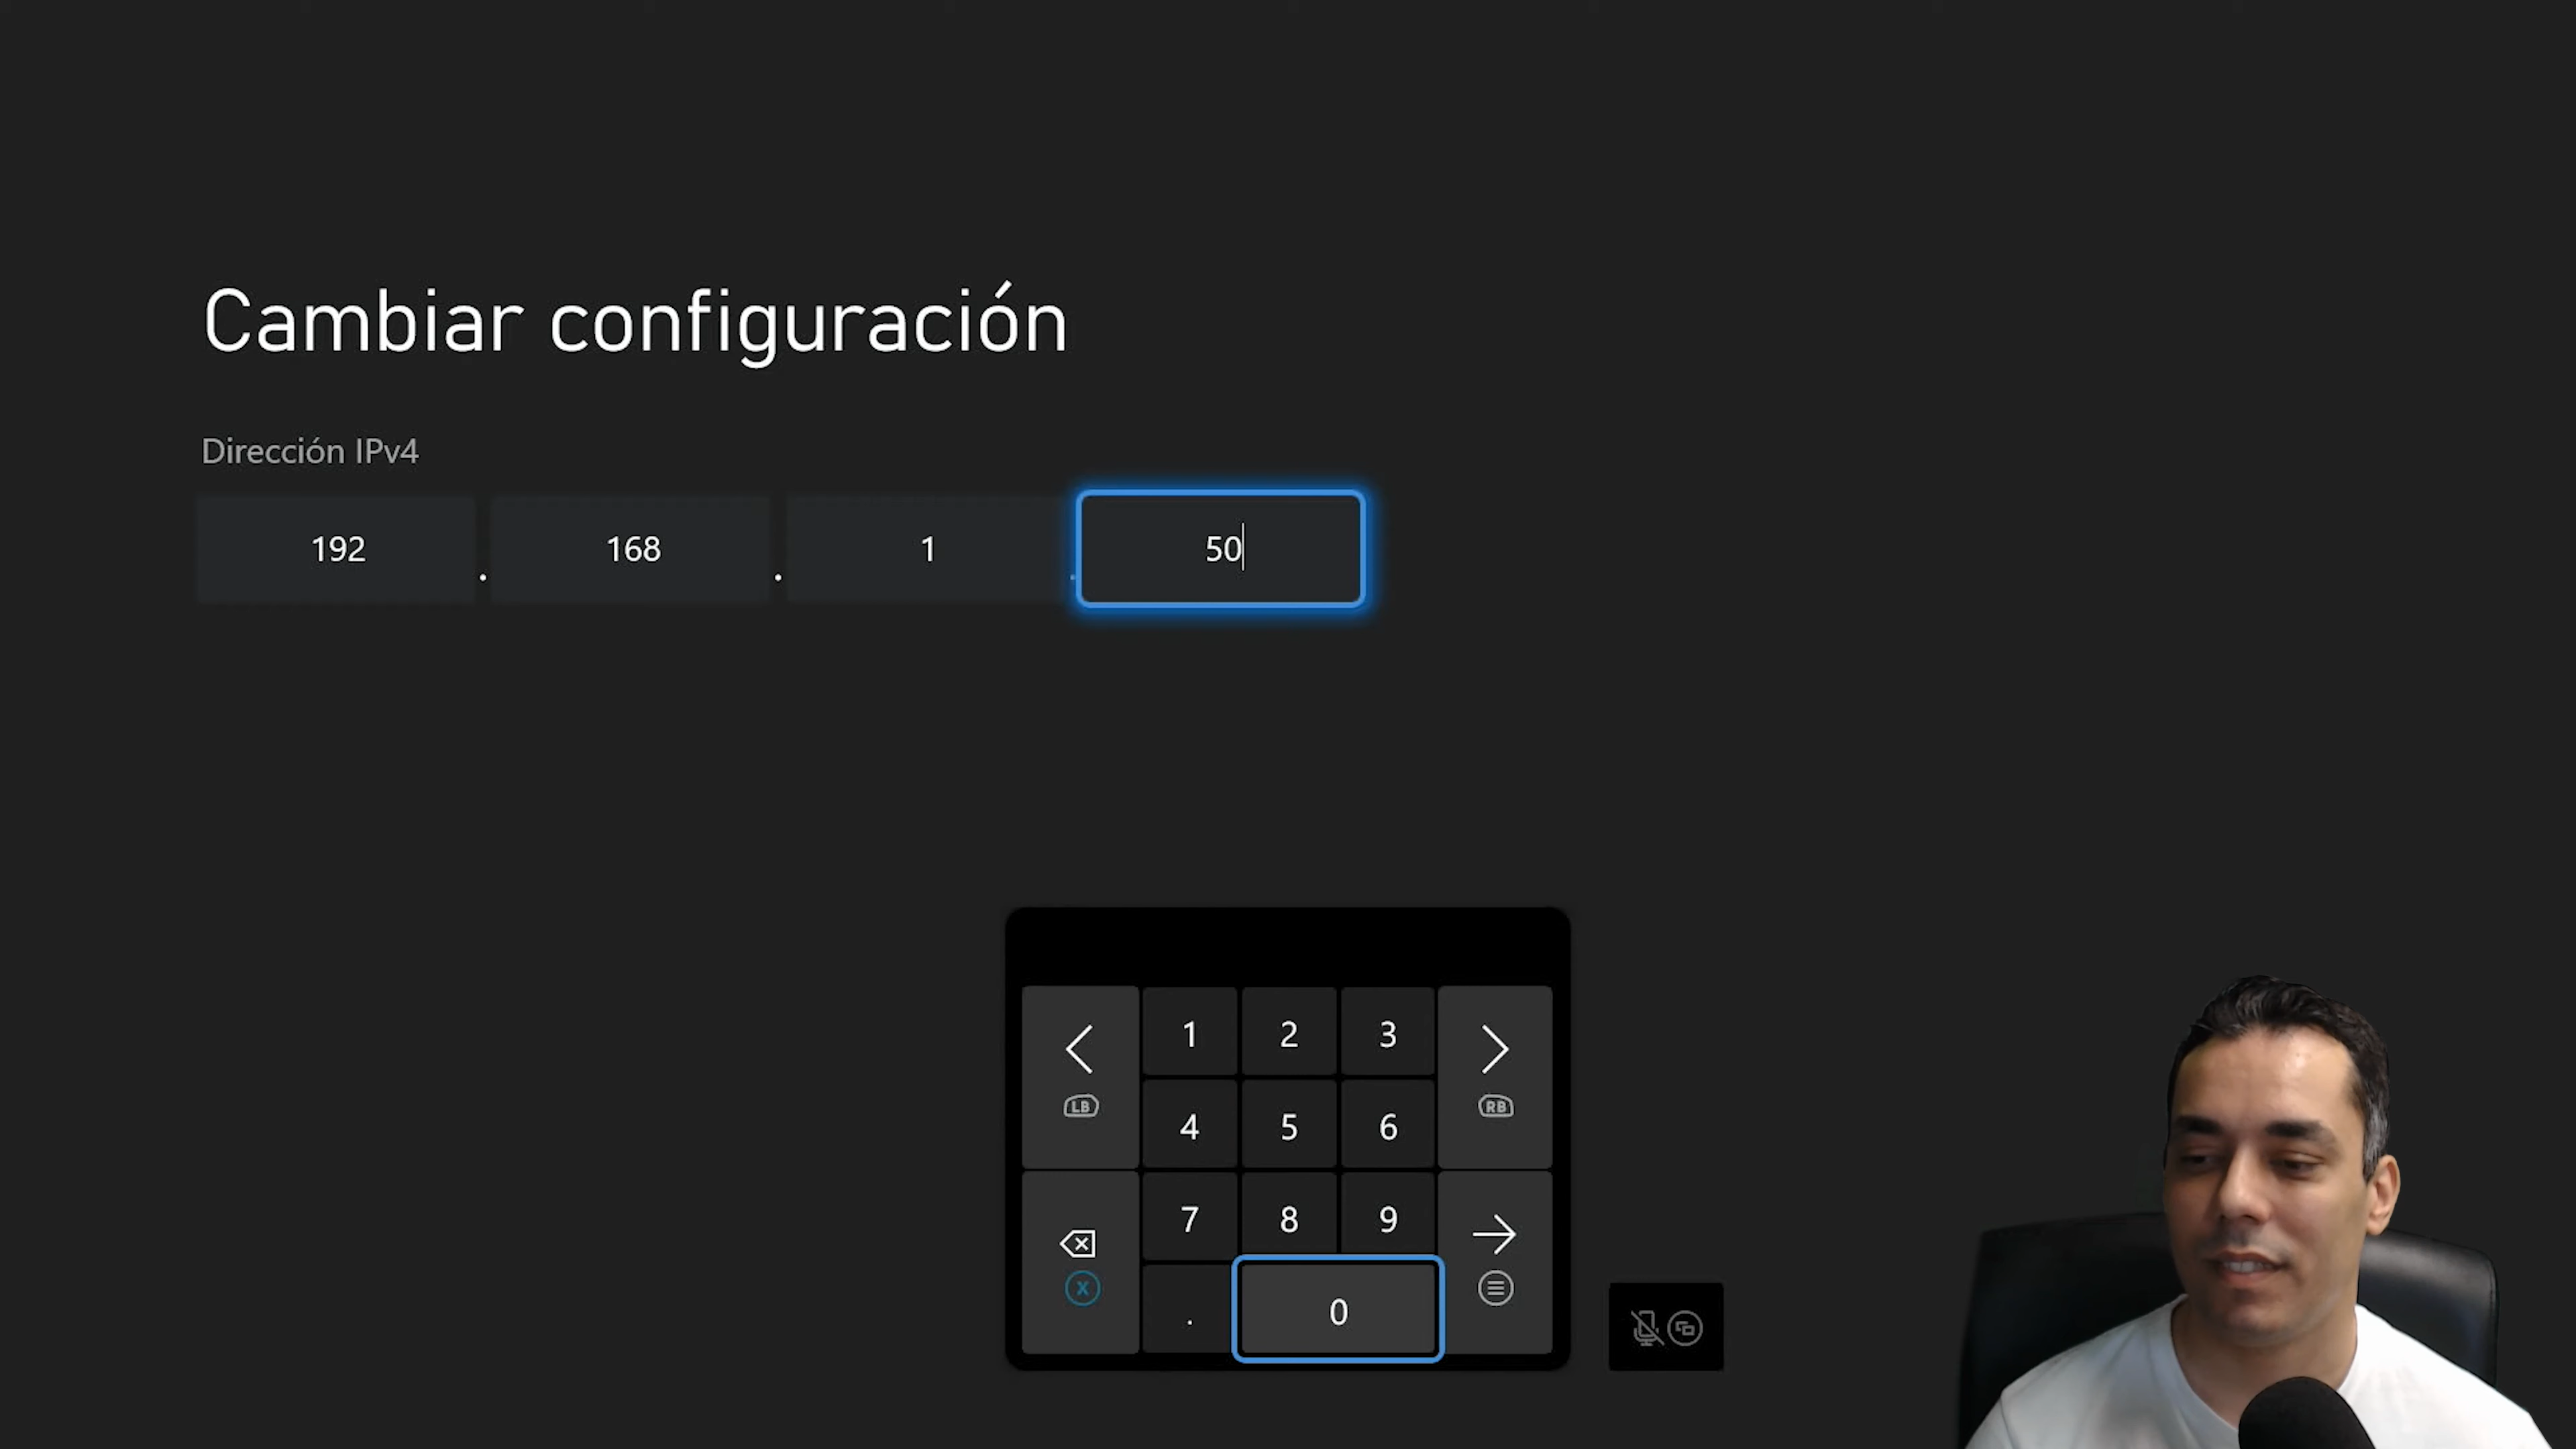 Cambiar configuración
Dirección IPv4
192 . 168 . 1 . 50
1 2 3
LB RB
4 5 6
7 8 9
X
. 0